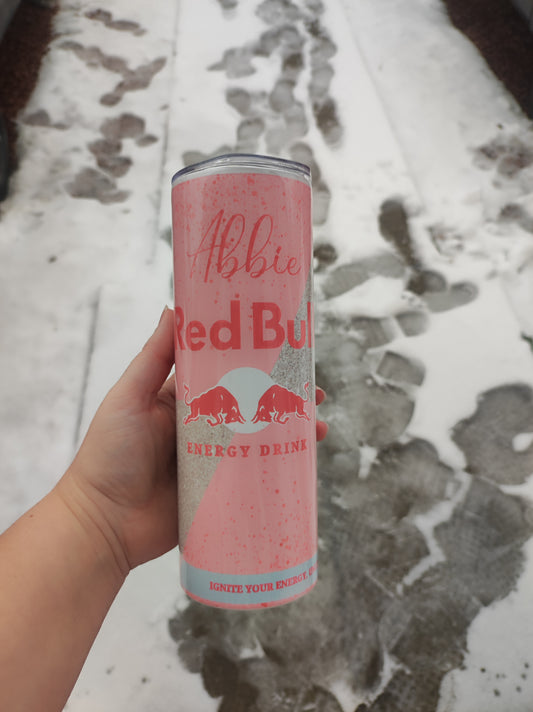 Abbie
Red Bul
ENERGY DRINK
IGNITE YOUR ENERGY,